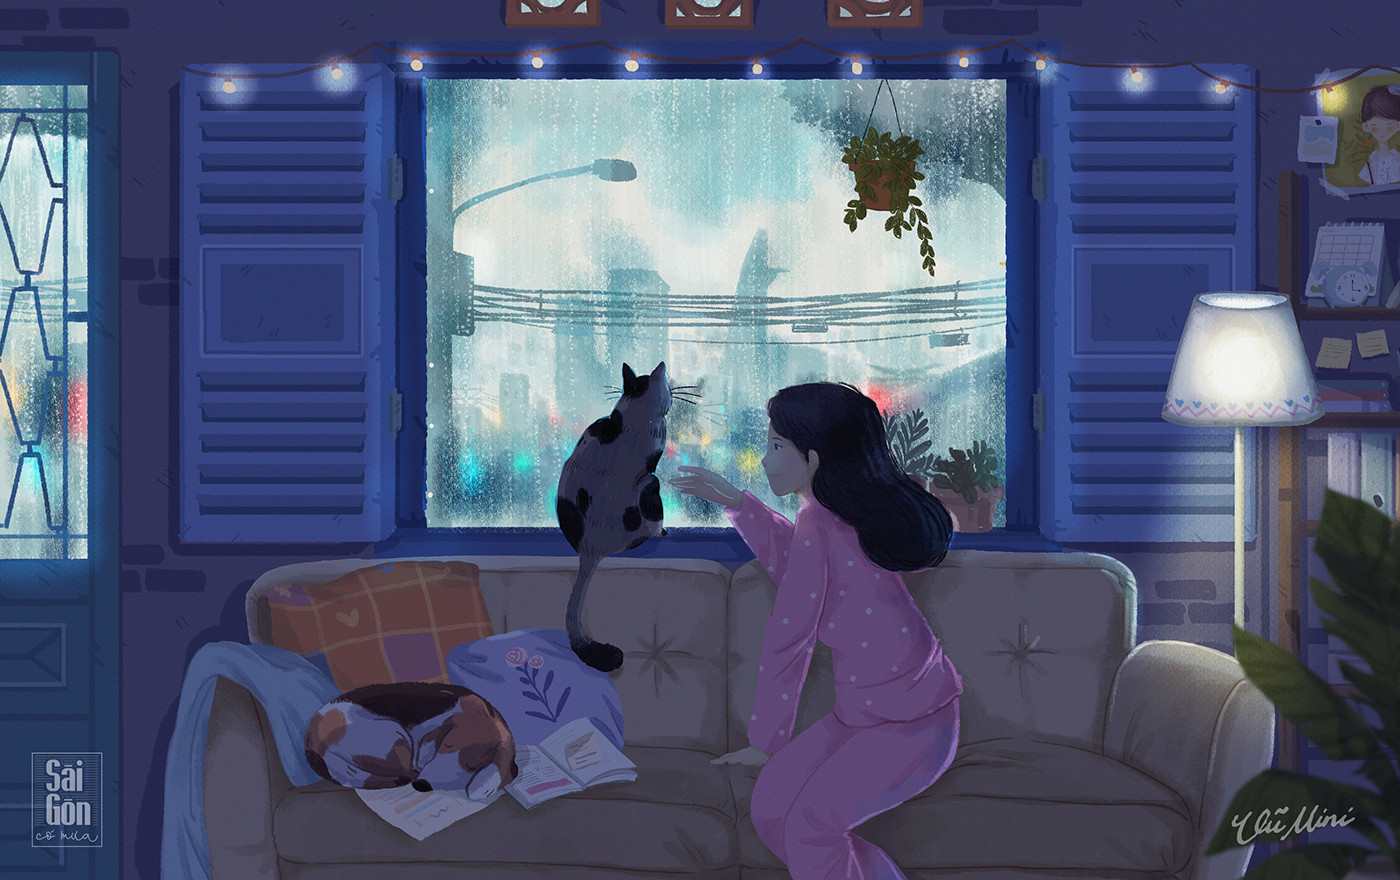 Sài
Gòn
có mưa
Vũ Mini